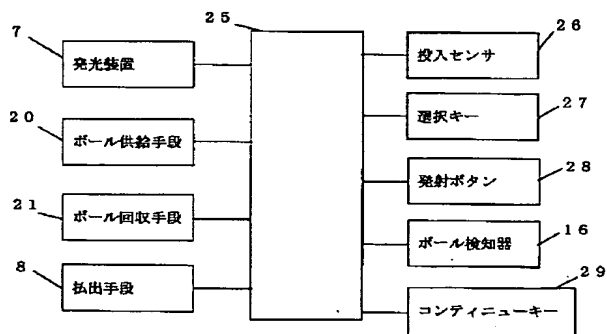 7
発光装置
20
ボール供給手段
21
ボール回収手段
8
払出手段
25
26
投入センサ
27
選択キー
28
発射ボタン
16
ボール検知器
29
コンティニューキー